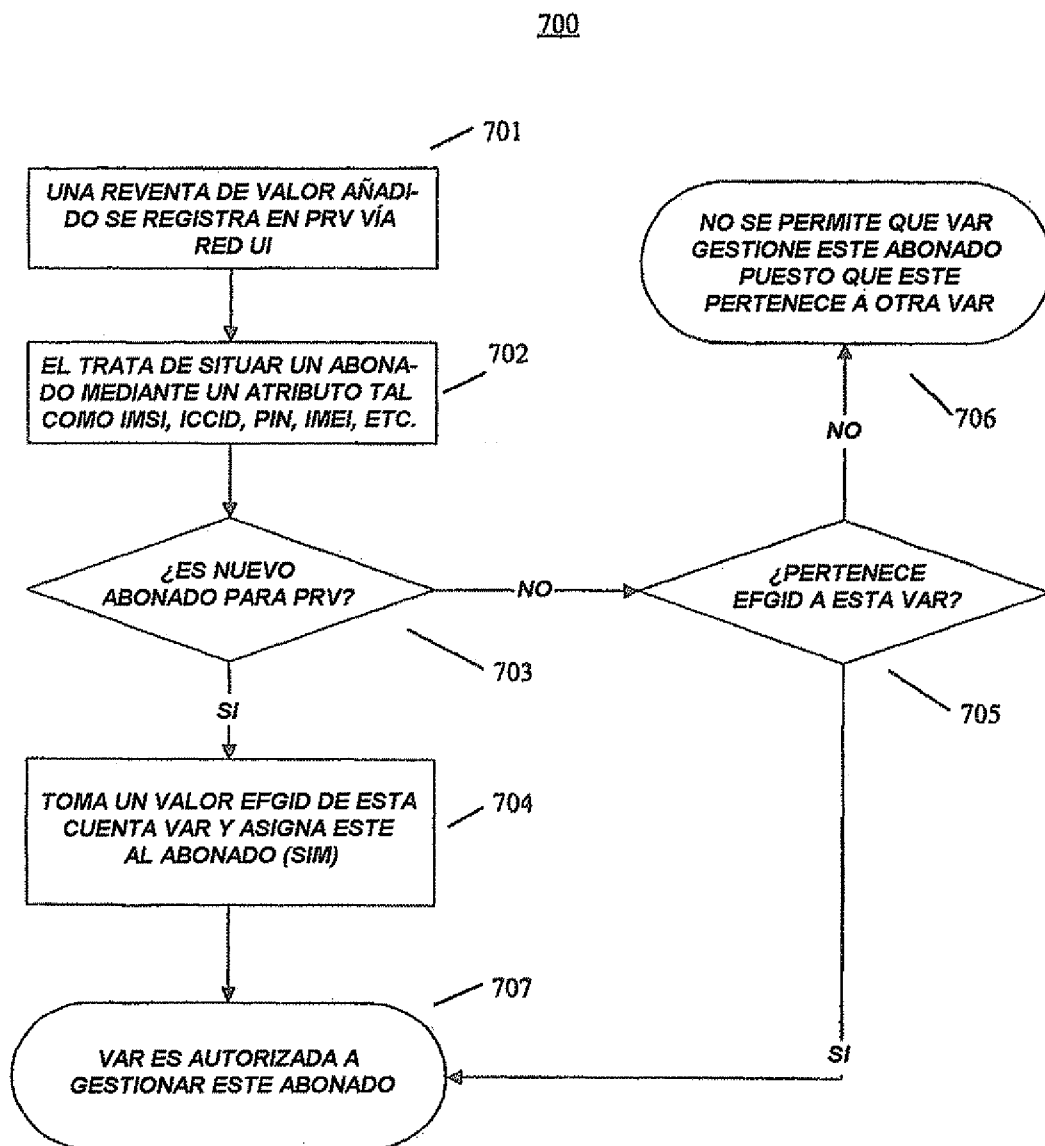 700
701
UNA REVENTA DE VALOR AÑADI-
DO SE REGISTRA EN PRV VÍA
RED UI
702
EL TRATA DE SITUAR UN ABONA-
DO MEDIANTE UN ATRIBUTO TAL
COMO IMSI, ICCID, PIN, IMEI, ETC.
¿ES NUEVO
ABONADO PARA PRV?
703
NO
SI
¿PERTENECE
EFGID A ESTA VAR?
705
NO
NO SE PERMITE QUE VAR
GESTIONE ESTE ABONADO
PUESTO QUE ESTE
PERTENECE A OTRA VAR
706
TOMA UN VALOR EFGID DE ESTA
CUENTA VAR Y ASIGNA ESTE
AL ABONADO (SIM)
704
SI
VAR ES AUTORIZADA A
GESTIONAR ESTE ABONADO
707